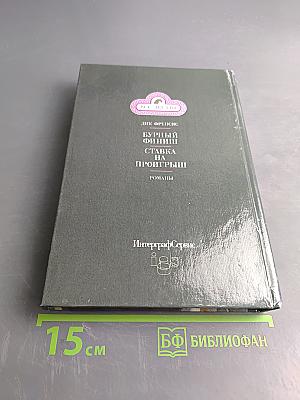 ДИК ФРЕНСИС
БУРНЫЙ
ФИНИШ
СТАВКА
НА
ПРОИГРЫШ
РОМАНЫ
ИнтерграфСервис
15 см
БФ БИБЛИОФАН